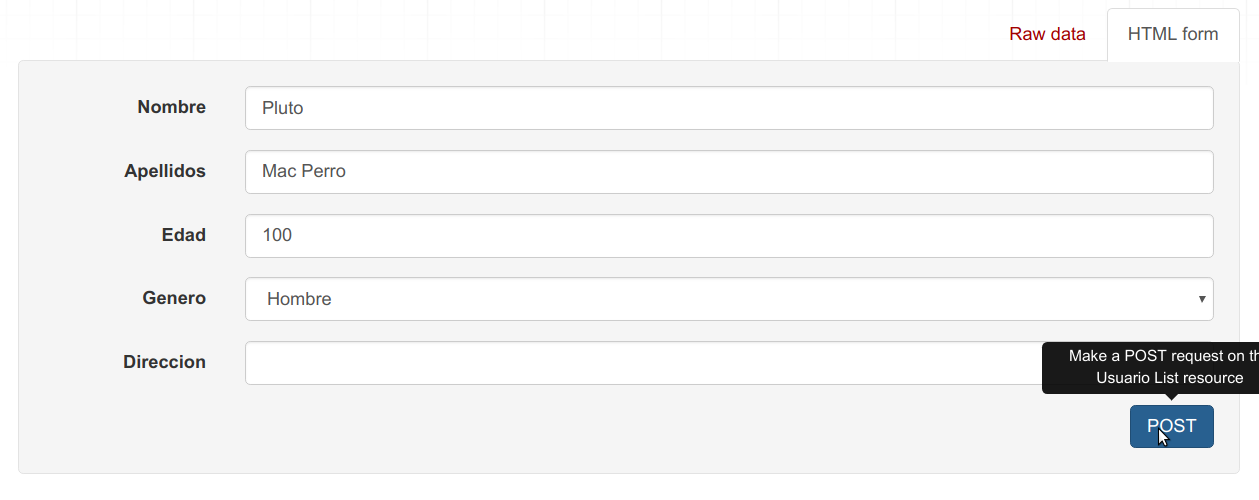 Raw data HTML form
Nombre Pluto
Apellidos Mac Perro
Edad 100
Genero Hombre
Direccion
Make a POST request on th
Usuario List resource
POST